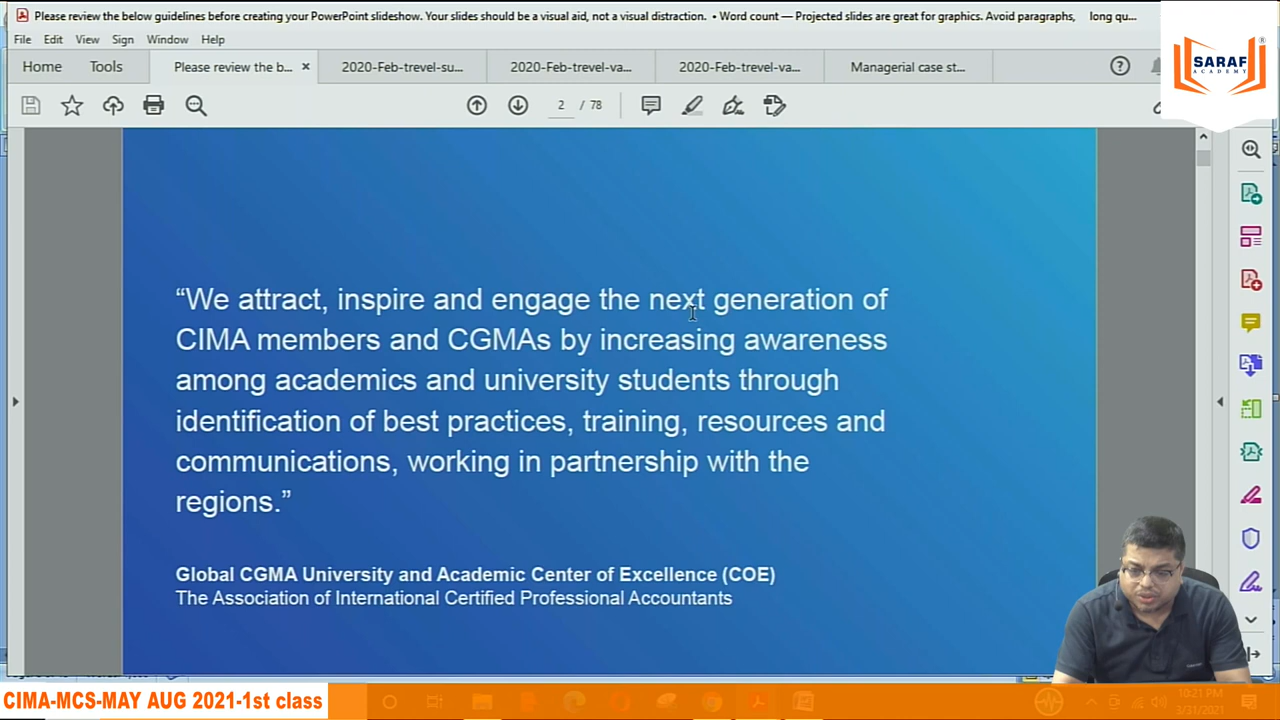 Please review the below guidelines before creating your PowerPoint slideshow. Your slides should be a visual aid, not a visual distraction. • Word count — Projected slides are great for graphics. Avoid paragraphs, long qu...
File Edit View Sign Window Help
Home Tools Please review the b... × 2020-Feb-trevel-su... 2020-Feb-trevel-va... 2020-Feb-trevel-va... Managerial case st...
2 / 78
SARAF
ACADEMY
®
“We attract, inspire and engage the next generation of
CIMA members and CGMAs by increasing awareness
among academics and university students through
identification of best practices, training, resources and
communications, working in partnership with the
regions.”
Global CGMA University and Academic Center of Excellence (COE)
The Association of International Certified Professional Accountants
CIMA-MCS-MAY AUG 2021-1st class
10:21 PM
3/31/2021